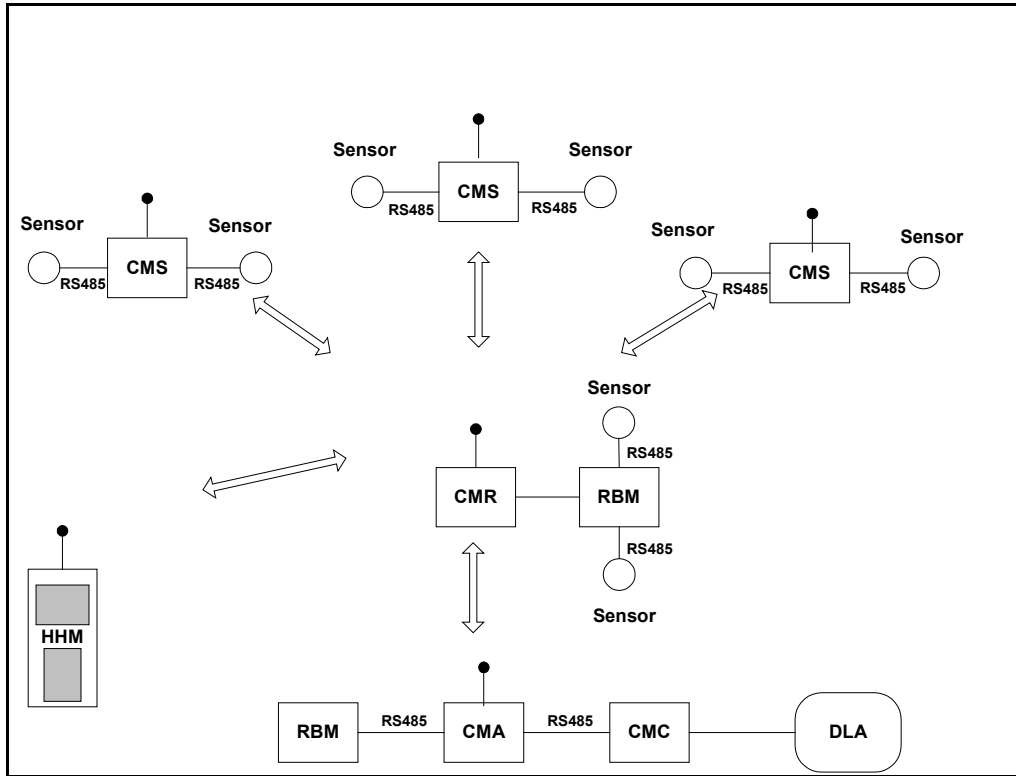 Sensor
Sensor
CMS
RS485
RS485
Sensor
Sensor
CMS
RS485
RS485
Sensor
Sensor
CMS
RS485
RS485
Sensor
RS485
CMR
RBM
RS485
Sensor
HHM
RBM
RS485
CMA
RS485
CMC
DLA